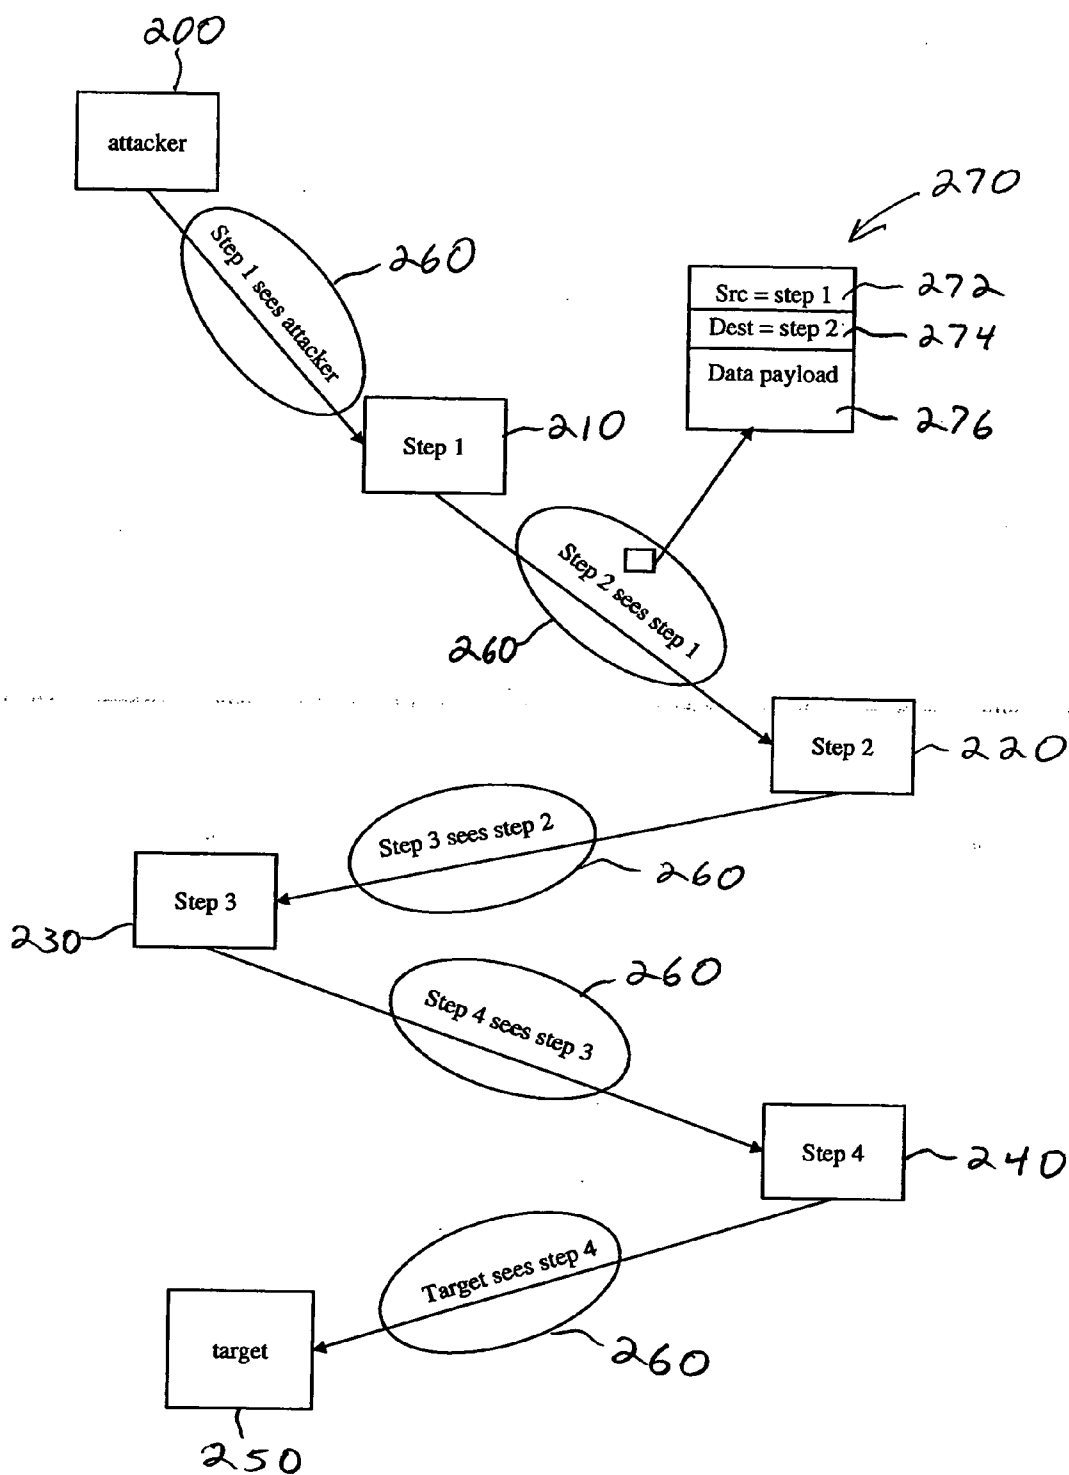 200
attacker
270
Step 1 sees attacker
260
Src = step 1
272
Dest = step 2
274
Data payload
276
Step 1
210
Step 2 sees step 1
260
Step 2
220
Step 3 sees step 2
260
Step 3
230
260
Step 4 sees step 3
Step 4
240
Target sees step 4
260
target
250